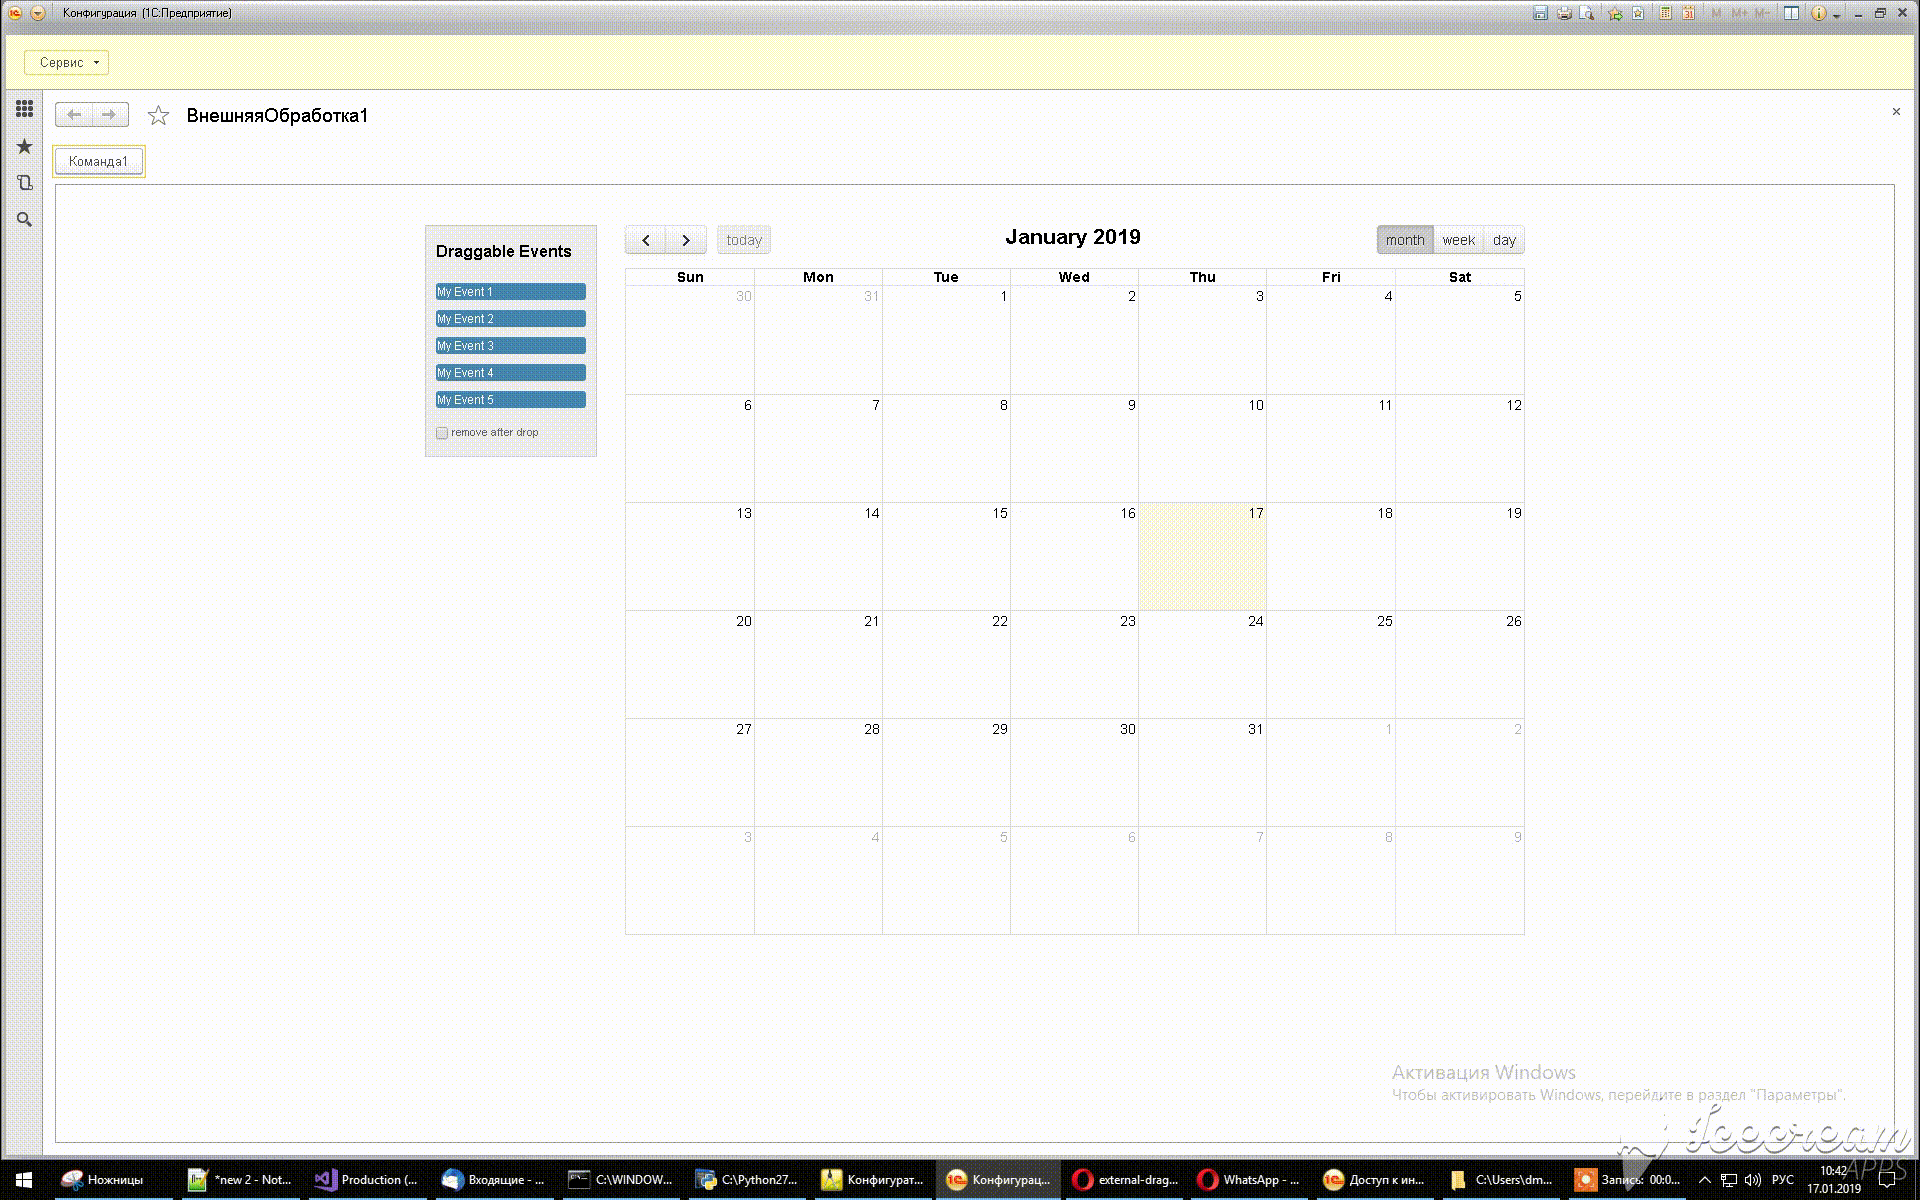 Конфигурация (1С:Предприятие)
M M+ M-
Сервис
ВнешняяОбработка1
Команда1
Draggable Events
My Event 1
My Event 2
My Event 3
My Event 4
My Event 5
remove after drop
today
January 2019
month week day
Sun Mon Tue Wed Thu Fri Sat
30 31 1 2 3 4 5
6 7 8 9 10 11 12
13 14 15 16 17 18 19
20 21 22 23 24 25 26
27 28 29 30 31 1 2
3 4 5 6 7 8 9
Активация Windows
Чтобы активировать Windows, перейдите в раздел "Параметры".
APPS
Ножницы
*new 2 - Not...
Production (...
Входящие - ...
C:\WINDOW...
C:\Python27...
Конфигурат...
Конфигурац...
external-drag...
WhatsApp - ...
Доступ к ин...
C:\Users\dm...
Запись: 00:0...
РУС
10:42
17.01.2019